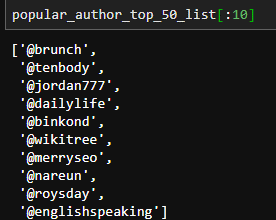 popular_author_top_50_list[:10]
['@brunch',
'@tenbody',
'@jordan777',
'@dailylife',
'@binkond',
'@wikitree',
'@merryseo',
'@nareun',
'@roysday',
'@englishspeaking']